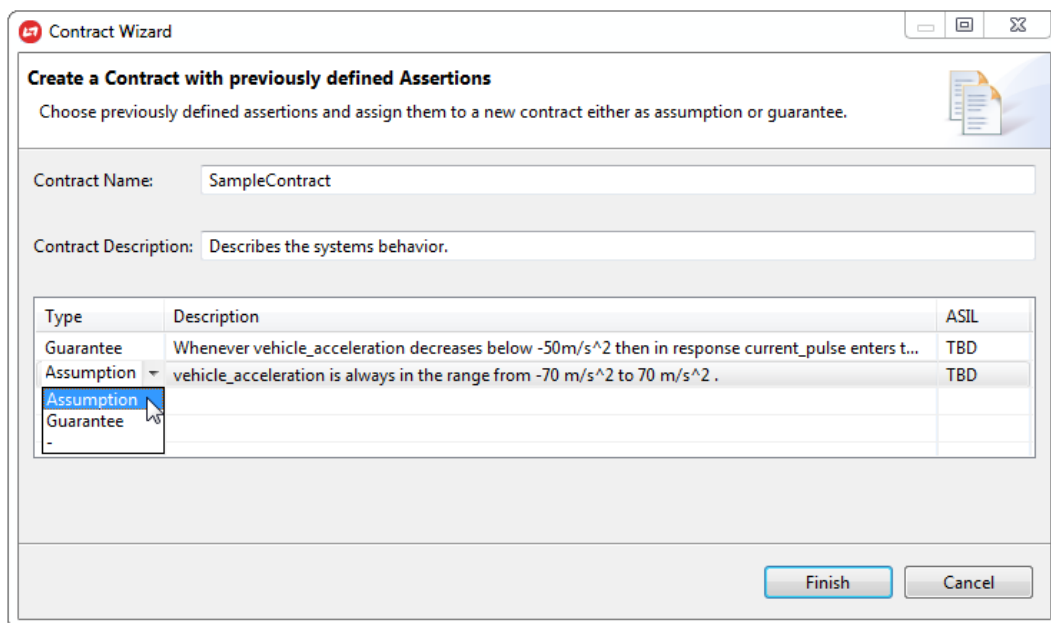 Contract Wizard
Create a Contract with previously defined Assertions
Choose previously defined assertions and assign them to a new contract either as assumption or guarantee.
Contract Name: SampleContract
Contract Description: Describes the systems behavior.
Type Description ASIL
Guarantee Whenever vehicle_acceleration decreases below -50m/s^2 then in response current_pulse enters t... TBD
Assumption vehicle_acceleration is always in the range from -70 m/s^2 to 70 m/s^2 . TBD
Assumption
Guarantee
-
Finish Cancel